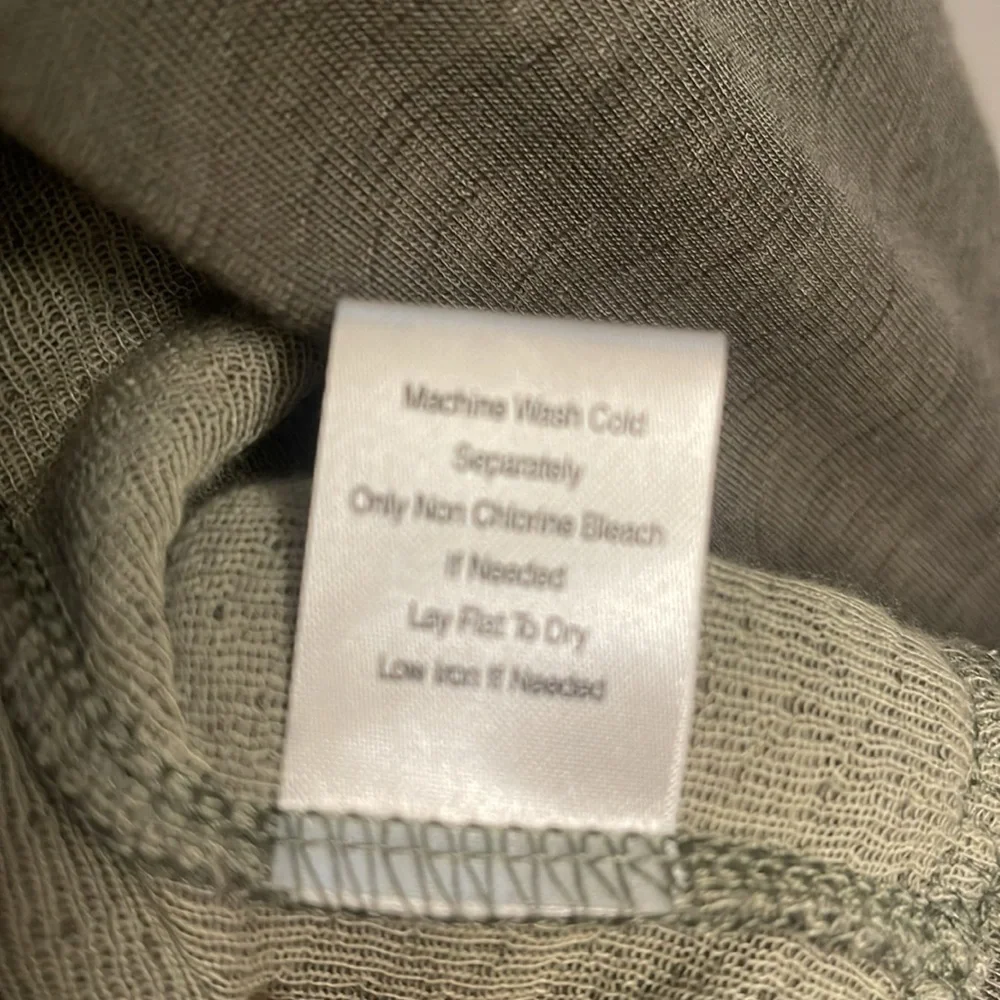 Machine Wash Cold
Separately
Only Non Chlorine Bleach
If Needed
Lay Flat To Dry
Low Iron If Needed